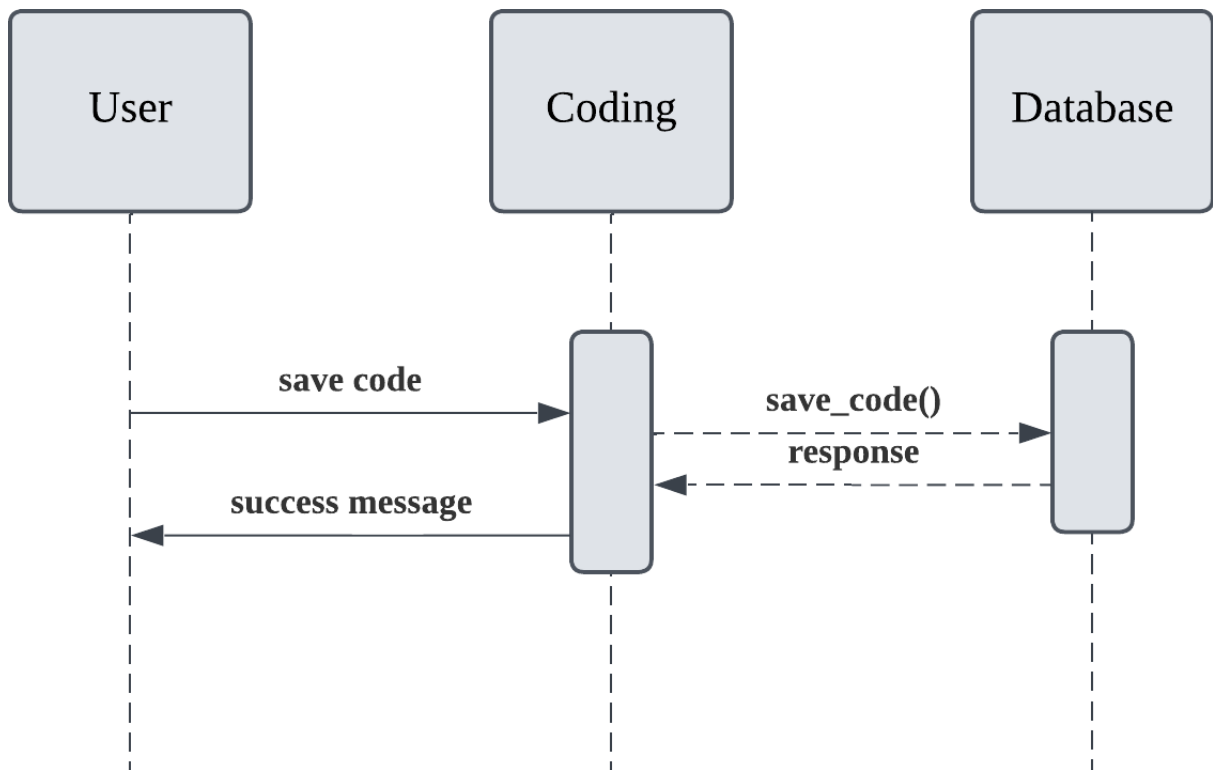 User
Coding
Database
save code
save_code()
response
success message